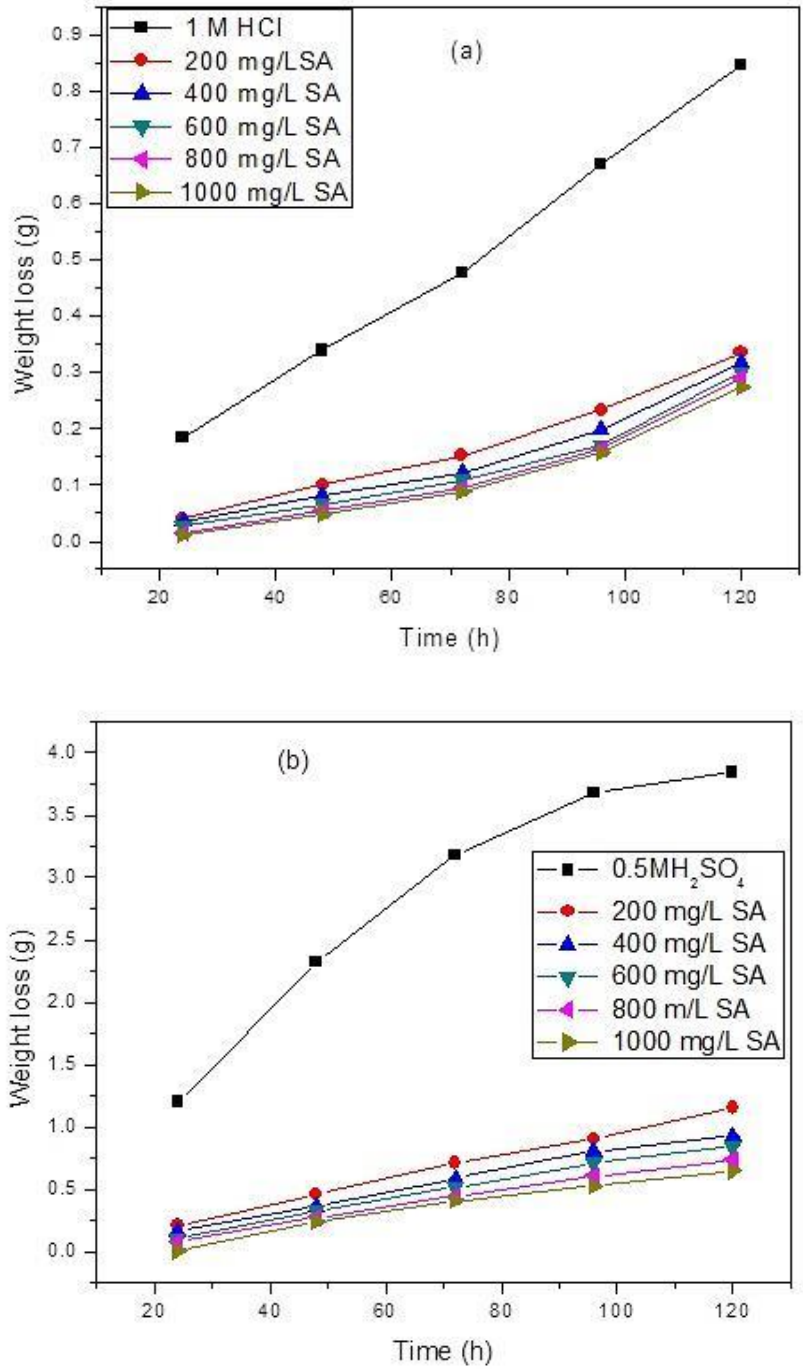 1 M HCl
200 mg/LSA
400 mg/L SA
600 mg/L SA
800 mg/L SA
1000 mg/L SA
(a)
0.9
0.8
0.7
0.6
0.5
0.4
0.3
0.2
0.1
0.0
Weight loss (g)
20
40
60
80
100
120
Time (h)
(b)
4.0
3.5
3.0
2.5
2.0
1.5
1.0
0.5
0.0
Weight loss (g)
0.5MH₂SO₄
200 mg/L SA
400 mg/L SA
600 mg/L SA
800 m/L SA
1000 mg/L SA
20
40
60
80
100
120
Time (h)